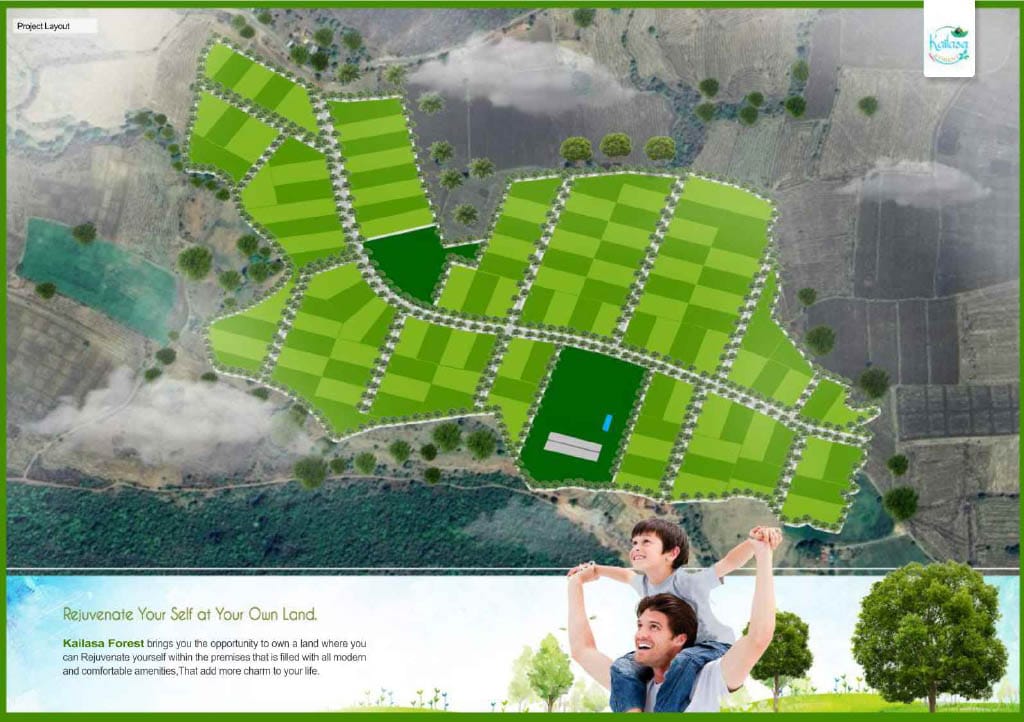 Project Layout
Kailasa
Rejuvenate Your Self at Your Own Land.
Kailasa Forest brings you the opportunity to own a land where you
can Rejuvenate yourself within the premises that is filled with all modern
and comfortable amenities,That add more charm to your life.